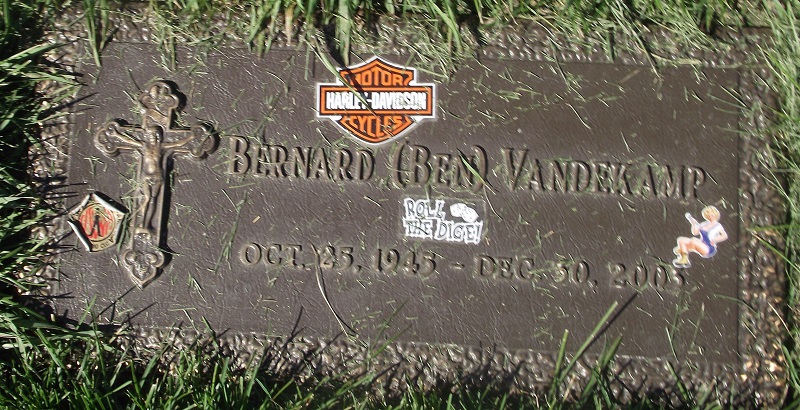 MOTOR
HARLEY-DAVIDSON
CYCLES
BERNARD (BEN) VANDEKAMP
ROLL
THE DICE!
OCT. 25, 1945 - DEC. 30, 2005